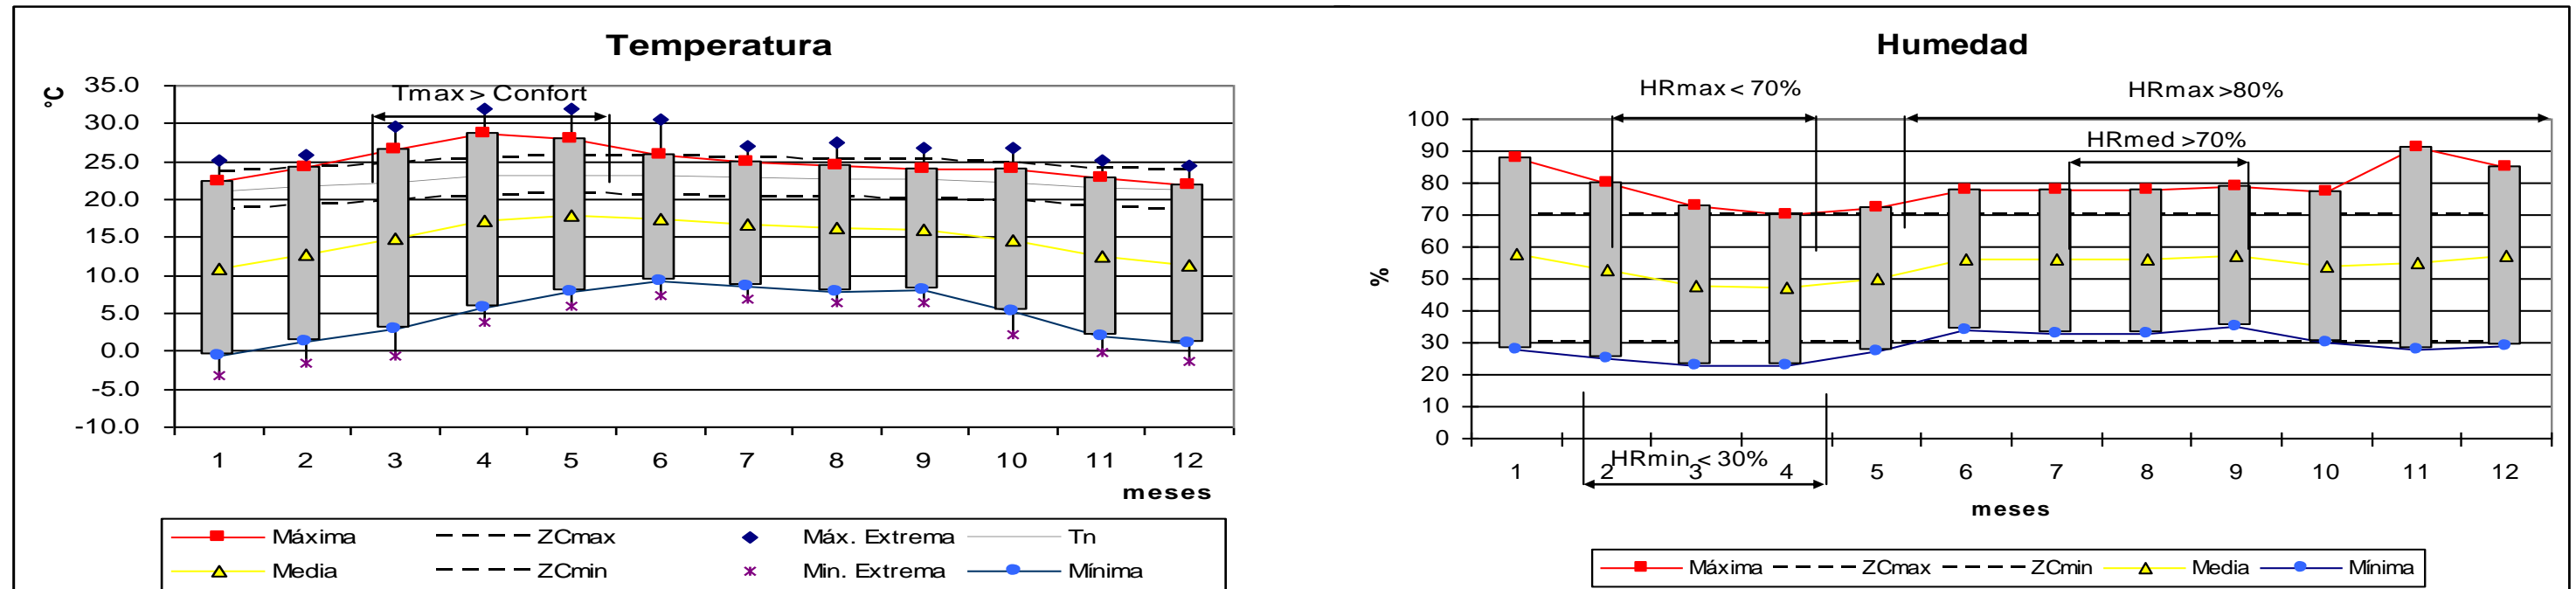 Temperatura
°C
Tmax > Confort
35.0
30.0
25.0
20.0
15.0
10.0
5.0
0.0
-5.0
-10.0
1 2 3 4 5 6 7 8 9 10 11 12
meses
Máxima ZCmax Máx. Extrema Tn
Media ZCmin Min. Extrema Mínima
Humedad
HRmax < 70% HRmax >80%
HRmed >70%
%
100
90
80
70
60
50
40
30
20
10
0
HRmin < 30%
1 2 3 4 5 6 7 8 9 10 11 12
meses
Máxima ZCmax ZCmin Media Mínima